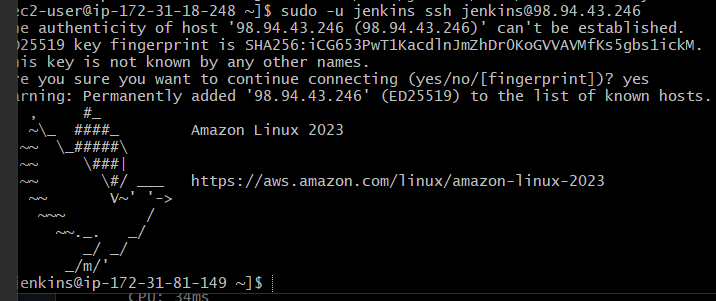 ec2-user@ip-172-31-18-248 ~]$ sudo -u jenkins ssh jenkins@98.94.43.246
he authenticity of host '98.94.43.246 (98.94.43.246)' can't be established.
D25519 key fingerprint is SHA256:iCG653PwT1KacdlnJmZhDrOKoGVVAVMfKs5gbs1ickM.
his key is not known by any other names.
re you sure you want to continue connecting (yes/no/[fingerprint])? yes
arning: Permanently added '98.94.43.246' (ED25519) to the list of known hosts.
   ,     #_
   ~\_  ####_        Amazon Linux 2023
  ~~  \_#####\
  ~~     \###|
  ~~       \#/ ___   https://aws.amazon.com/linux/amazon-linux-2023
   ~~       V~' '->
    ~~~         /
      ~~._.   _/
         _/ _/
       _/m/'
jenkins@ip-172-31-81-149 ~]$
CPU: 34ms